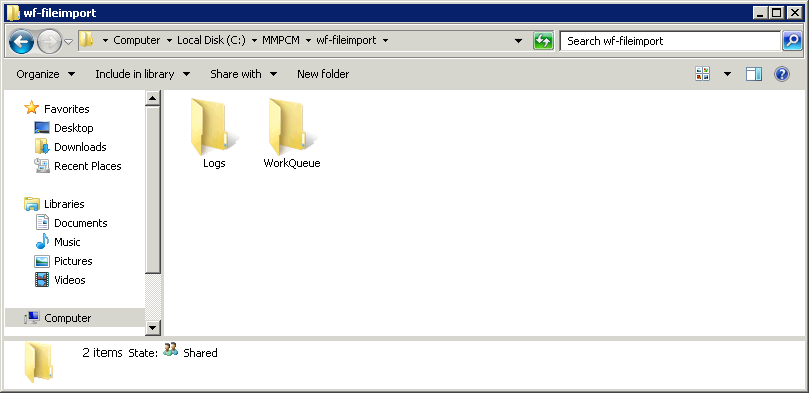 wf-fileimport
Computer Local Disk (C:) MMPCM wf-fileimport
Search wf-fileimport
Organize Include in library Share with New folder
Favorites
Desktop
Downloads
Recent Places
Libraries
Documents
Music
Pictures
Videos
Computer
Logs
WorkQueue
2 items State: Shared